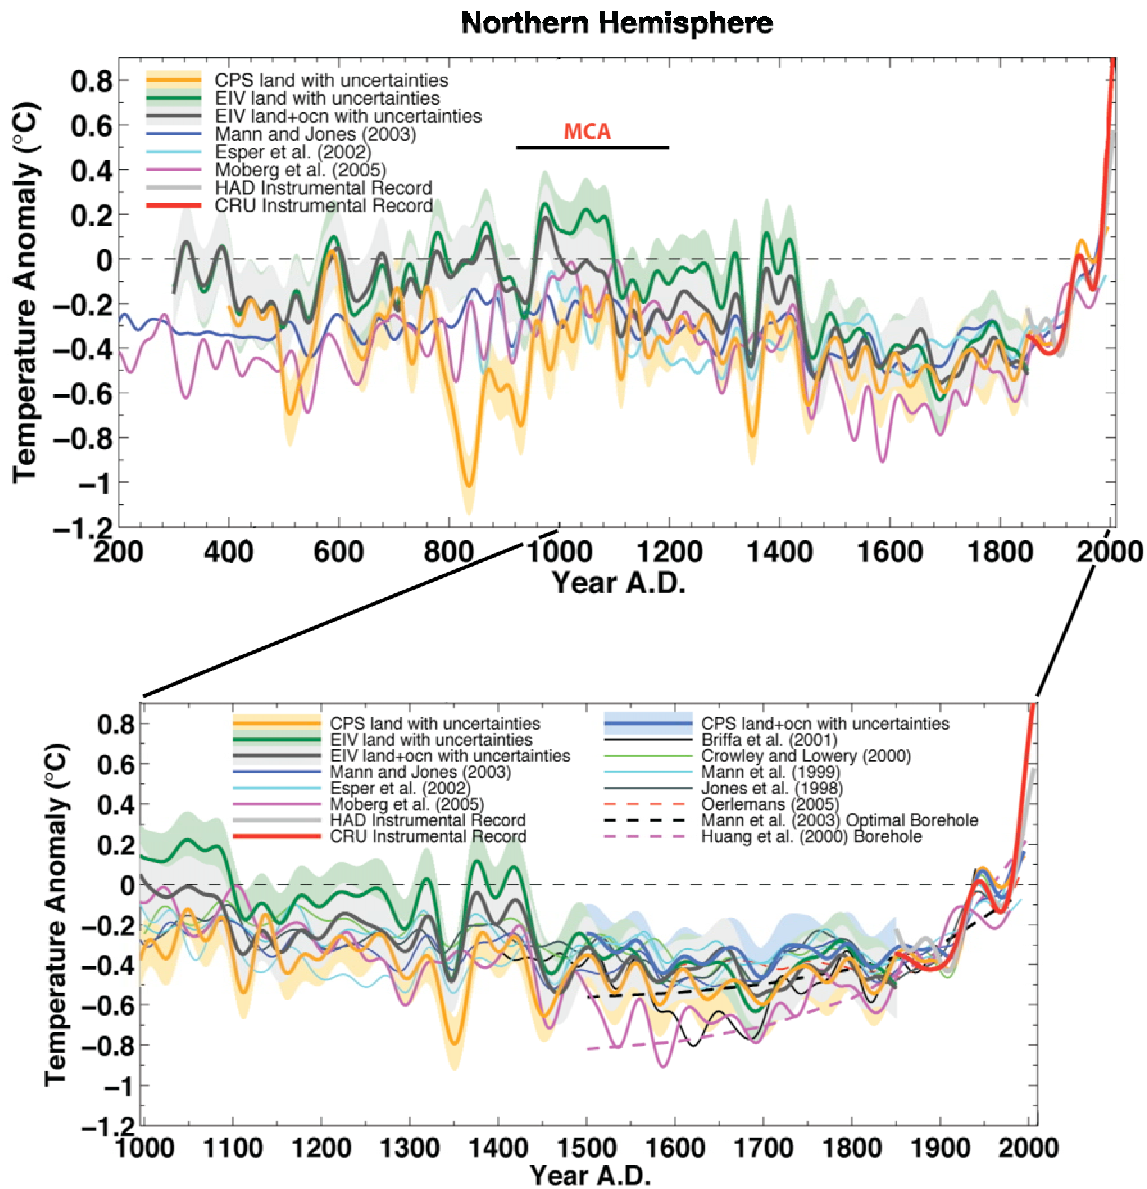 Northern Hemisphere
Temperature Anomaly (°C)
0.8
0.6
0.4
0.2
0
−0.2
−0.4
−0.6
−0.8
−1
−1.2
CPS land with uncertainties
EIV land with uncertainties
EIV land+ocn with uncertainties
Mann and Jones (2003)
Esper et al. (2002)
Moberg et al. (2005)
HAD Instrumental Record
CRU Instrumental Record
MCA
200 400 600 800 1000 1200 1400 1600 1800 2000
Year A.D.
Temperature Anomaly (°C)
0.8
0.6
0.4
0.2
0
−0.2
−0.4
−0.6
−0.8
−1
−1.2
CPS land with uncertainties
EIV land with uncertainties
EIV land+ocn with uncertainties
Mann and Jones (2003)
Esper et al. (2002)
Moberg et al. (2005)
HAD Instrumental Record
CRU Instrumental Record
CPS land+ocn with uncertainties
Briffa et al. (2001)
Crowley and Lowery (2000)
Mann et al. (1999)
Jones et al. (1998)
Oerlemans (2005)
Mann et al. (2003) Optimal Borehole
Huang et al. (2000) Borehole
1000 1100 1200 1300 1400 1500 1600 1700 1800 1900 2000
Year A.D.